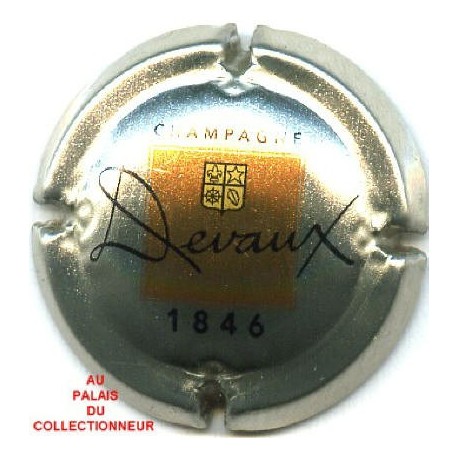 CHAMPAGNE
Devaux
1846
AU
PALAIS
DU
COLLECTIONNEUR